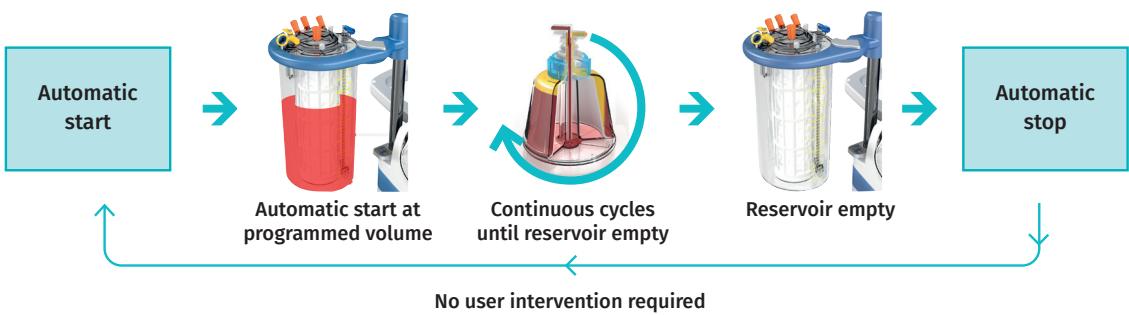 Automatic
start
Automatic start at
programmed volume
Continuous cycles
until reservoir empty
Reservoir empty
Automatic
stop
No user intervention required